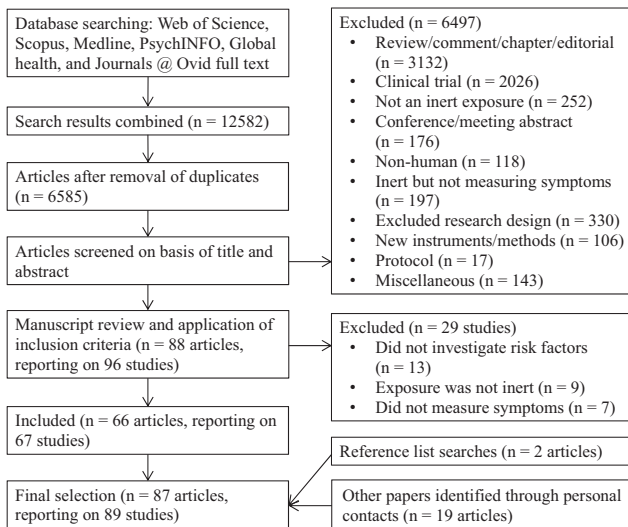 Database searching: Web of Science,
Scopus, Medline, PsychINFO, Global
health, and Journals @ Ovid full text
Search results combined (n = 12582)
Articles after removal of duplicates
(n = 6585)
Articles screened on basis of title and
abstract
Manuscript review and application of
inclusion criteria (n = 88 articles,
reporting on 96 studies)
Included (n = 66 articles, reporting on
67 studies)
Final selection (n = 87 articles,
reporting on 89 studies)
Excluded (n = 6497)
• Review/comment/chapter/editorial
(n = 3132)
• Clinical trial (n = 2026)
• Not an inert exposure (n = 252)
• Conference/meeting abstract
(n = 176)
• Non-human (n = 118)
• Inert but not measuring symptoms
(n = 197)
• Excluded research design (n = 330)
• New instruments/methods (n = 106)
• Protocol (n = 17)
• Miscellaneous (n = 143)
Excluded (n = 29 studies)
• Did not investigate risk factors
(n = 13)
• Exposure was not inert (n = 9)
• Did not measure symptoms (n = 7)
Reference list searches (n = 2 articles)
Other papers identified through personal
contacts (n = 19 articles)